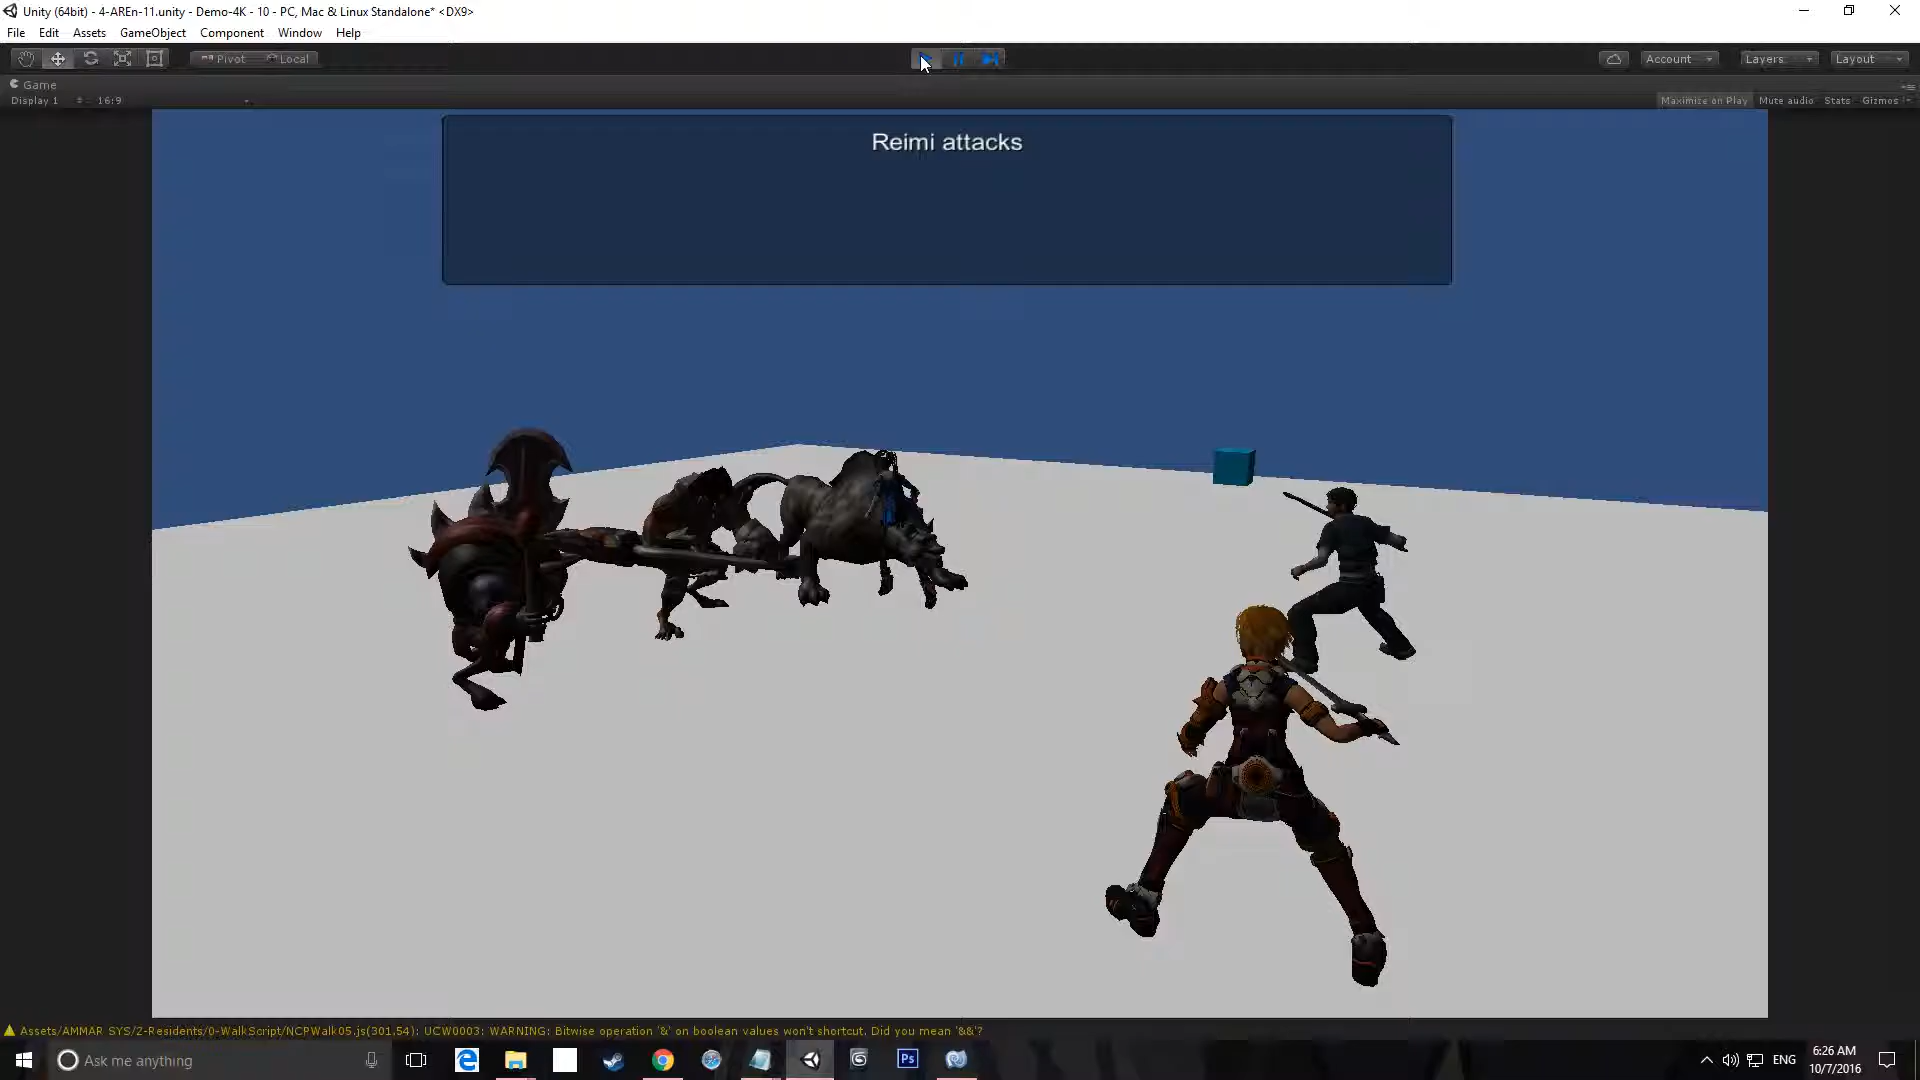 Unity (64bit) - 4-AREn-11.unity - Demo-4K - 10 - PC, Mac & Linux Standalone* <DX9>
File Edit Assets GameObject Component Window Help
Pivot Local Account Layers Layout
Game
Display 1 16:9 Maximize on Play Mute audio Stats Gizmos
Reimi attacks
Assets/AMMAR SYS/2-Residents/0-WalkScript/NCPWalk05.js(301,54): UCW0003: WARNING: Bitwise operation '&' on boolean values won't shortcut. Did you mean '&&'?
Ask me anything
Ps
ENG
6:26 AM
10/7/2016